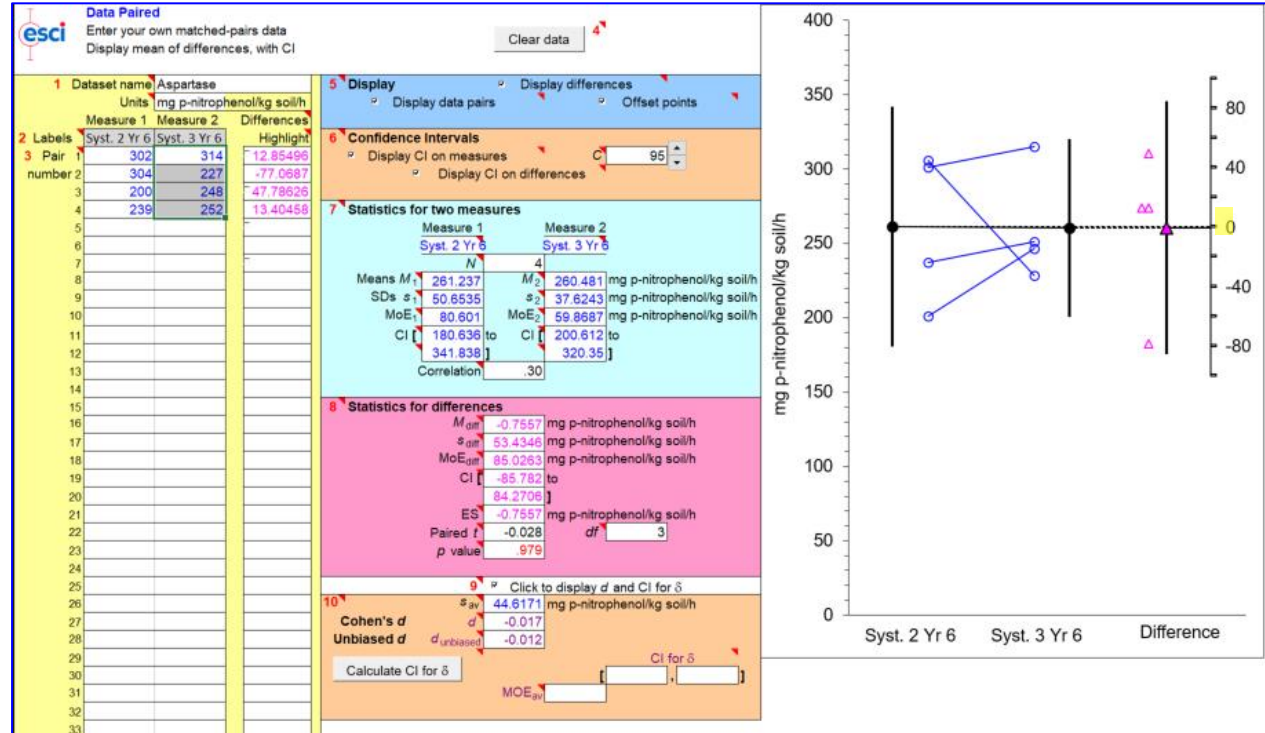 esci
Data Paired
Enter your own matched-pairs data
Display mean of differences, with CI
Clear data 4
1 Dataset name Aspartase
Units mg p-nitrophenol/kg soil/h
Measure 1 Measure 2 Differences
2 Labels Syst. 2 Yr 6 Syst. 3 Yr 6 Highlight
3 Pair 1 302 314 12.85496
number 2 304 227 -77.0687
3 200 248 47.78626
4 239 252 13.40458
5
6
7
8
9
10
11
12
13
14
15
16
17
18
19
20
21
22
23
24
25
26
27
28
29
30
31
32
33
5 Display Display differences
Display data pairs Offset points
6 Confidence Intervals
Display CI on measures C 95
Display CI on differences
7 Statistics for two measures
Measure 1 Measure 2
Syst. 2 Yr 6 Syst. 3 Yr 6
N 4
Means M1 261.237 M2 260.481 mg p-nitrophenol/kg soil/h
SDs s1 50.6535 s2 37.6243 mg p-nitrophenol/kg soil/h
MoE1 80.601 MoE2 59.8687 mg p-nitrophenol/kg soil/h
CI [ 180.636 to CI [ 200.612 to
341.838 ] 320.35 ]
Correlation .30
8 Statistics for differences
Mdiff -0.7557 mg p-nitrophenol/kg soil/h
sdiff 53.4346 mg p-nitrophenol/kg soil/h
MoEdiff 85.0263 mg p-nitrophenol/kg soil/h
CI [ -85.782 to
84.2706 ]
ES -0.7557 mg p-nitrophenol/kg soil/h
Paired t -0.028 df 3
p value .979
9 Click to display d and CI for δ
10 sav 44.6171 mg p-nitrophenol/kg soil/h
Cohen's d d -0.017
Unbiased d dunbiased -0.012
CI for δ
Calculate CI for δ [ , ]
MOEav
mg p-nitrophenol/kg soil/h
400
350
300
250
200
150
100
50
0
80
40
0
-40
-80
Syst. 2 Yr 6 Syst. 3 Yr 6 Difference